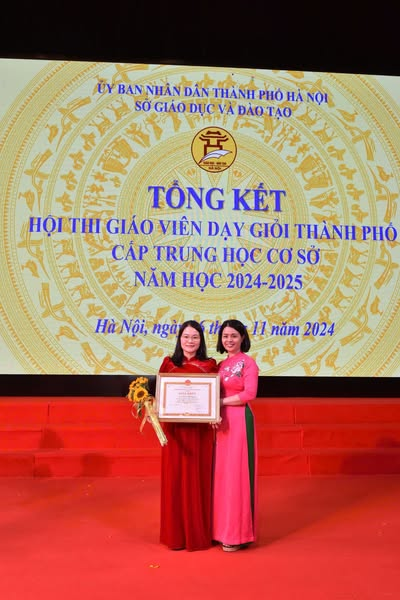 ỦY BAN NHÂN DÂN THÀNH PHỐ HÀ NỘI
SỞ GIÁO DỤC VÀ ĐÀO TẠO
HÀ NỘI
TỔNG KẾT
HỘI THI GIÁO VIÊN DẠY GIỎI THÀNH PHỐ
CẤP TRUNG HỌC CƠ SỞ
NĂM HỌC 2024-2025
Hà Nội, ngày 11 năm 2024